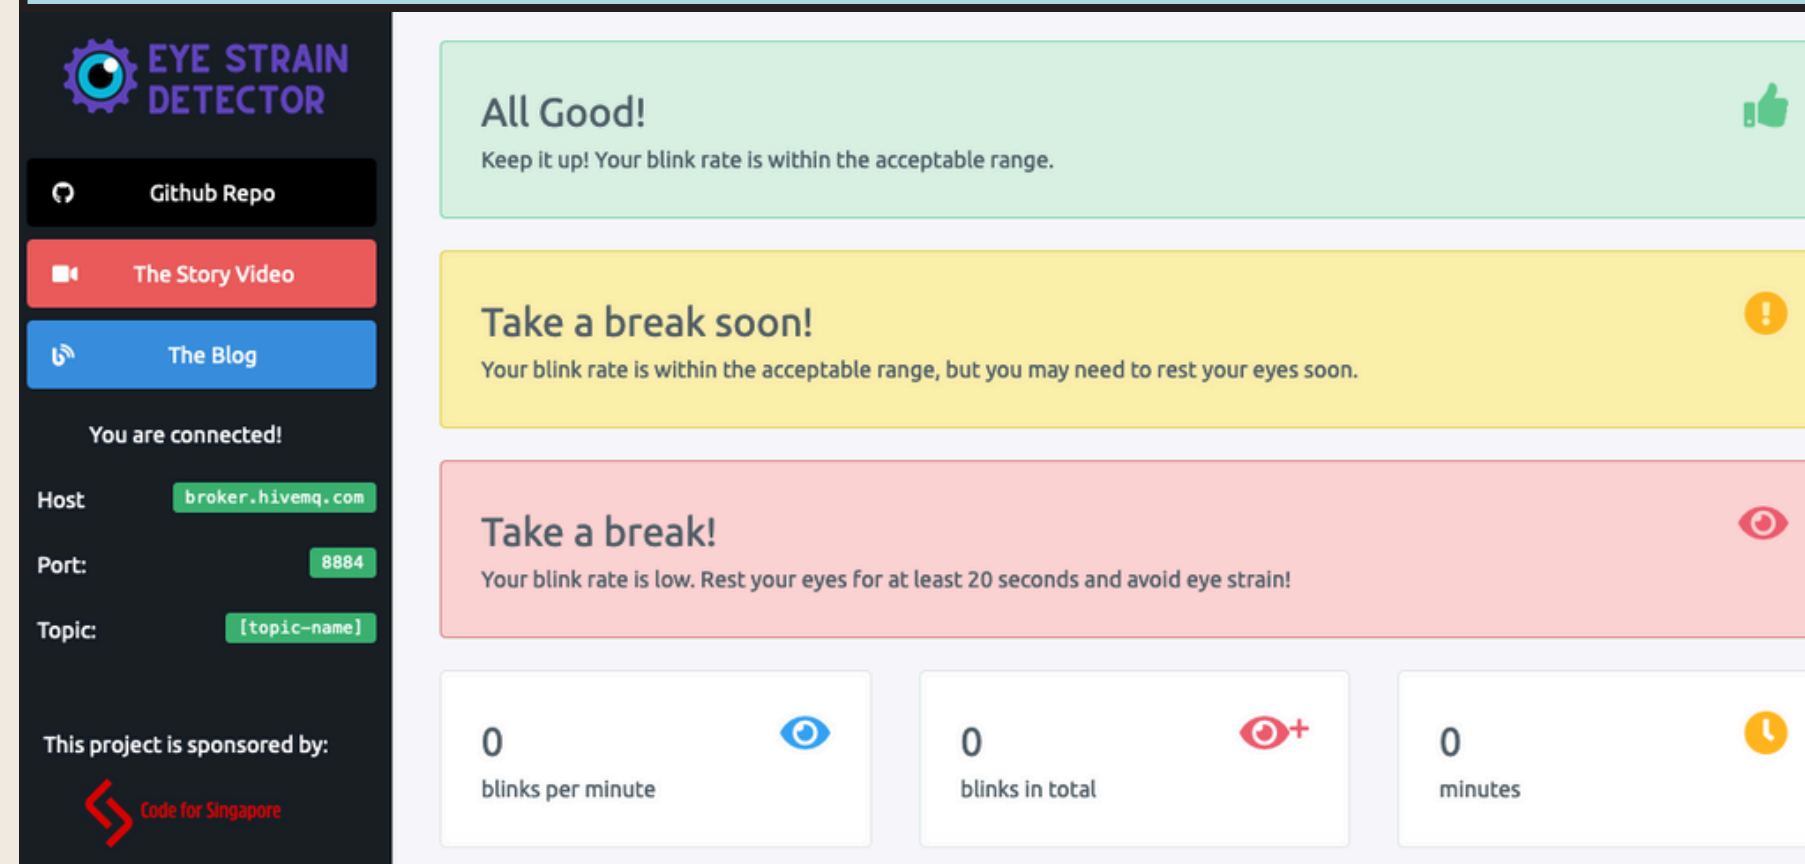 EYE STRAIN
DETECTOR
Github Repo
The Story Video
The Blog
You are connected!
Host
broker.hivemq.com
Port:
8884
Topic:
[topic-name]
This project is sponsored by:
Code for Singapore
All Good!
Keep it up! Your blink rate is within the acceptable range.
Take a break soon!
Your blink rate is within the acceptable range, but you may need to rest your eyes soon.
Take a break!
Your blink rate is low. Rest your eyes for at least 20 seconds and avoid eye strain!
0
blinks per minute
0
blinks in total
0
minutes